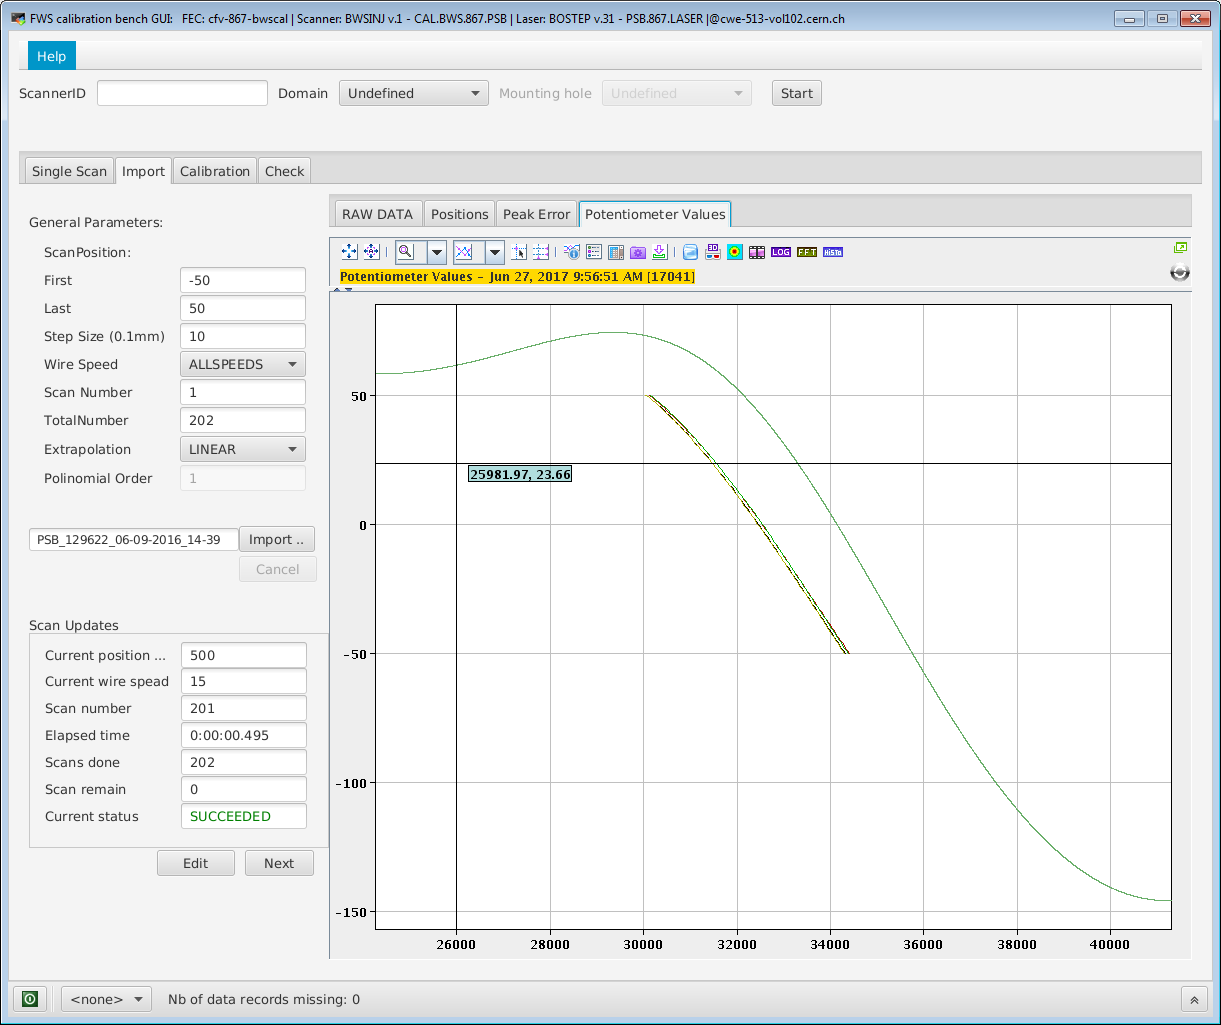 FWS calibration bench GUI: FEC: cfv-867-bwscal | Scanner: BWSINJ v.1 - CAL.BWS.867.PSB | Laser: BOSTEP v.31 - PSB.867.LASER |@cwe-513-vol102.cern.ch
Help
ScannerID Domain Undefined Mounting hole Undefined Start
Single Scan Import Calibration Check
RAW DATA Positions Peak Error Potentiometer Values
General Parameters:
ScanPosition:
First -50
Last 50
Step Size (0.1mm) 10
Wire Speed ALLSPEEDS
Scan Number 1
TotalNumber 202
Extrapolation LINEAR
Polinomial Order 1
PSB_129622_06-09-2016_14-39 Import ..
Cancel
Scan Updates
Current position ... 500
Current wire spead 15
Scan number 201
Elapsed time 0:00:00.495
Scans done 202
Scan remain 0
Current status SUCCEEDED
Edit Next
3D LOG FFT HISTO
Potentiometer Values - Jun 27, 2017 9:56:51 AM [17041]
50
25981.97, 23.66
0
-50
-100
-150
26000 28000 30000 32000 34000 36000 38000 40000
<none> Nb of data records missing: 0